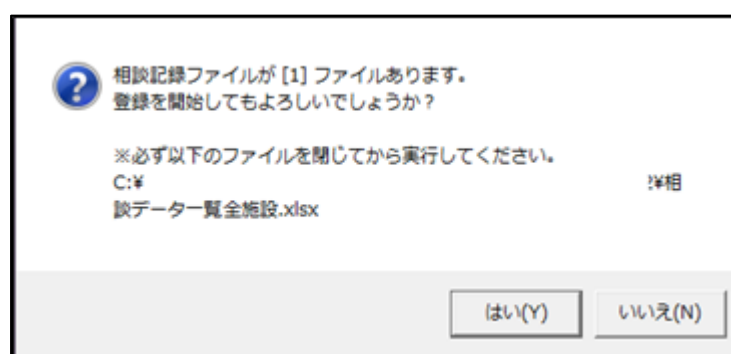 相談記録ファイルが [1] ファイルあります。
登録を開始してもよろしいでしょうか？
※必ず以下のファイルを閉じてから実行してください。
C:¥ ¥相
談データ一覧全施設.xlsx
はい(Y) いいえ(N)